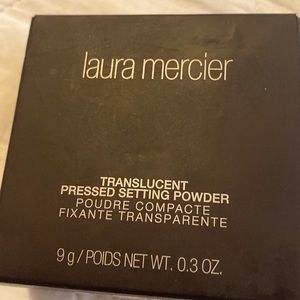 laura mercier
TRANSLUCENT
PRESSED SETTING POWDER
POUDRE COMPACTE
FIXANTE TRANSPARENTE
9 g / POIDS NET WT. 0.3 OZ.